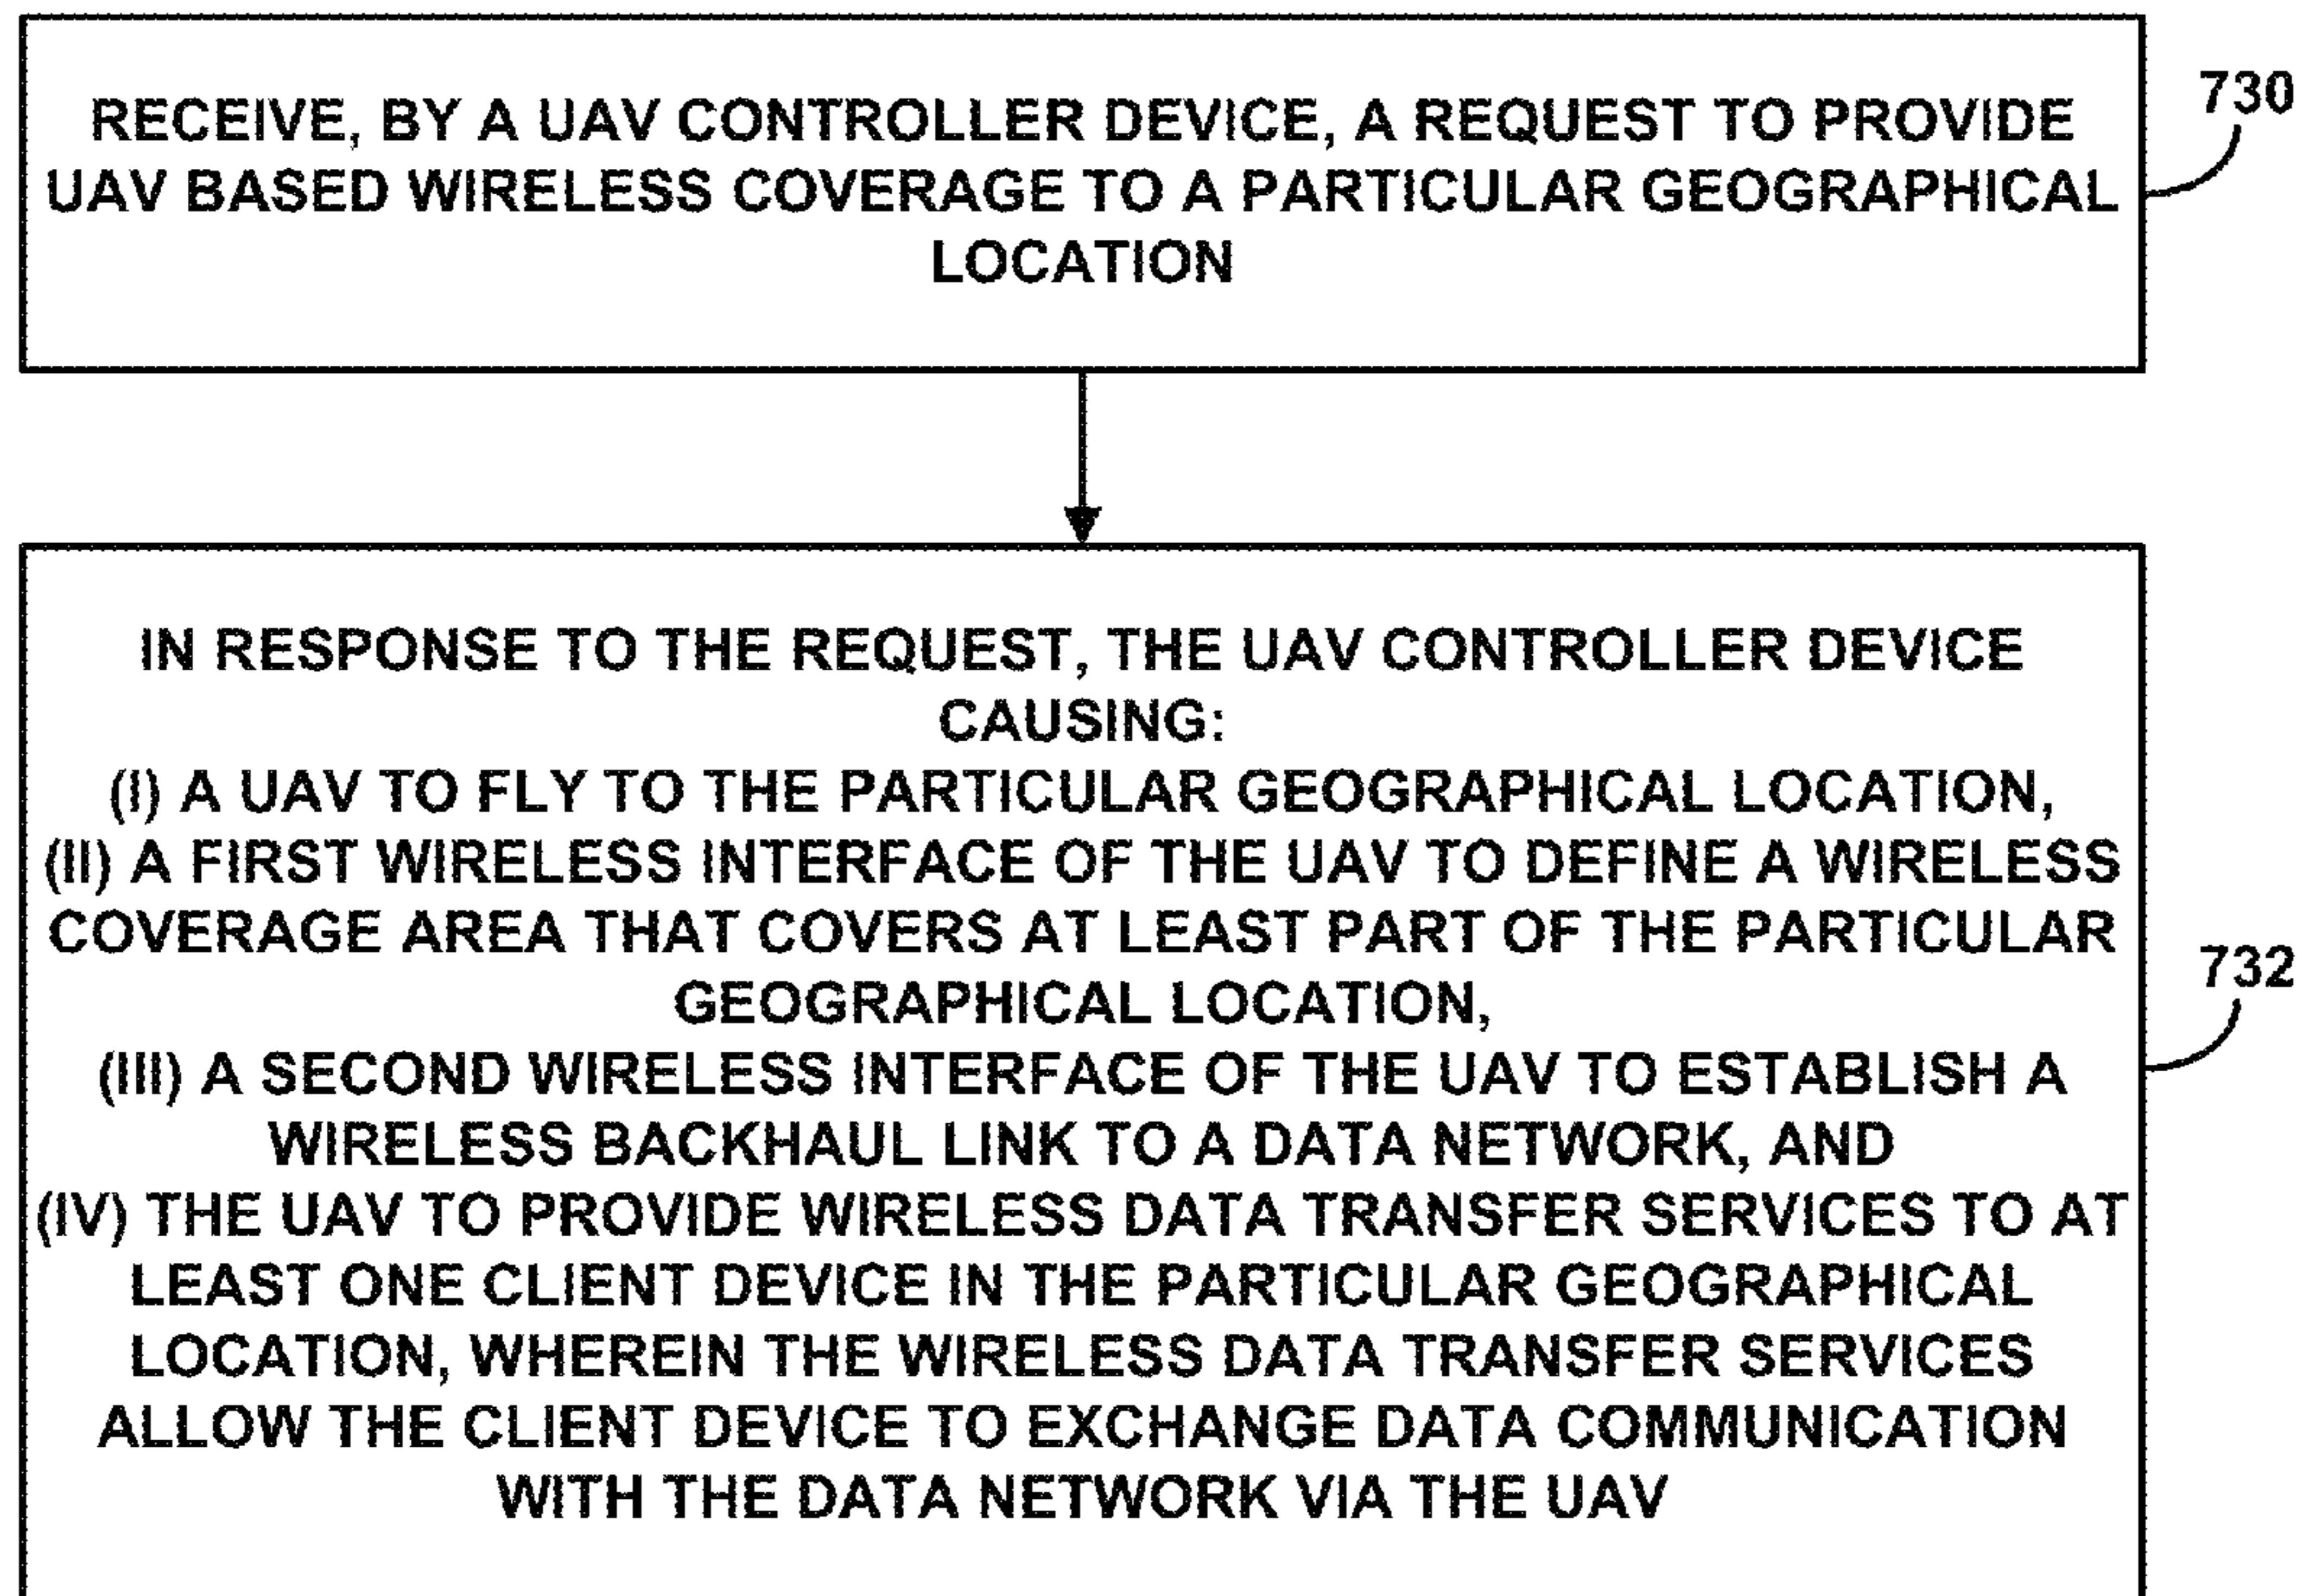 RECEIVE, BY A UAV CONTROLLER DEVICE, A REQUEST TO PROVIDE
UAV BASED WIRELESS COVERAGE TO A PARTICULAR GEOGRAPHICAL
LOCATION
730
IN RESPONSE TO THE REQUEST, THE UAV CONTROLLER DEVICE
CAUSING:
(I) A UAV TO FLY TO THE PARTICULAR GEOGRAPHICAL LOCATION,
(II) A FIRST WIRELESS INTERFACE OF THE UAV TO DEFINE A WIRELESS
COVERAGE AREA THAT COVERS AT LEAST PART OF THE PARTICULAR
GEOGRAPHICAL LOCATION,
(III) A SECOND WIRELESS INTERFACE OF THE UAV TO ESTABLISH A
WIRELESS BACKHAUL LINK TO A DATA NETWORK, AND
(IV) THE UAV TO PROVIDE WIRELESS DATA TRANSFER SERVICES TO AT
LEAST ONE CLIENT DEVICE IN THE PARTICULAR GEOGRAPHICAL
LOCATION, WHEREIN THE WIRELESS DATA TRANSFER SERVICES
ALLOW THE CLIENT DEVICE TO EXCHANGE DATA COMMUNICATION
WITH THE DATA NETWORK VIA THE UAV
732